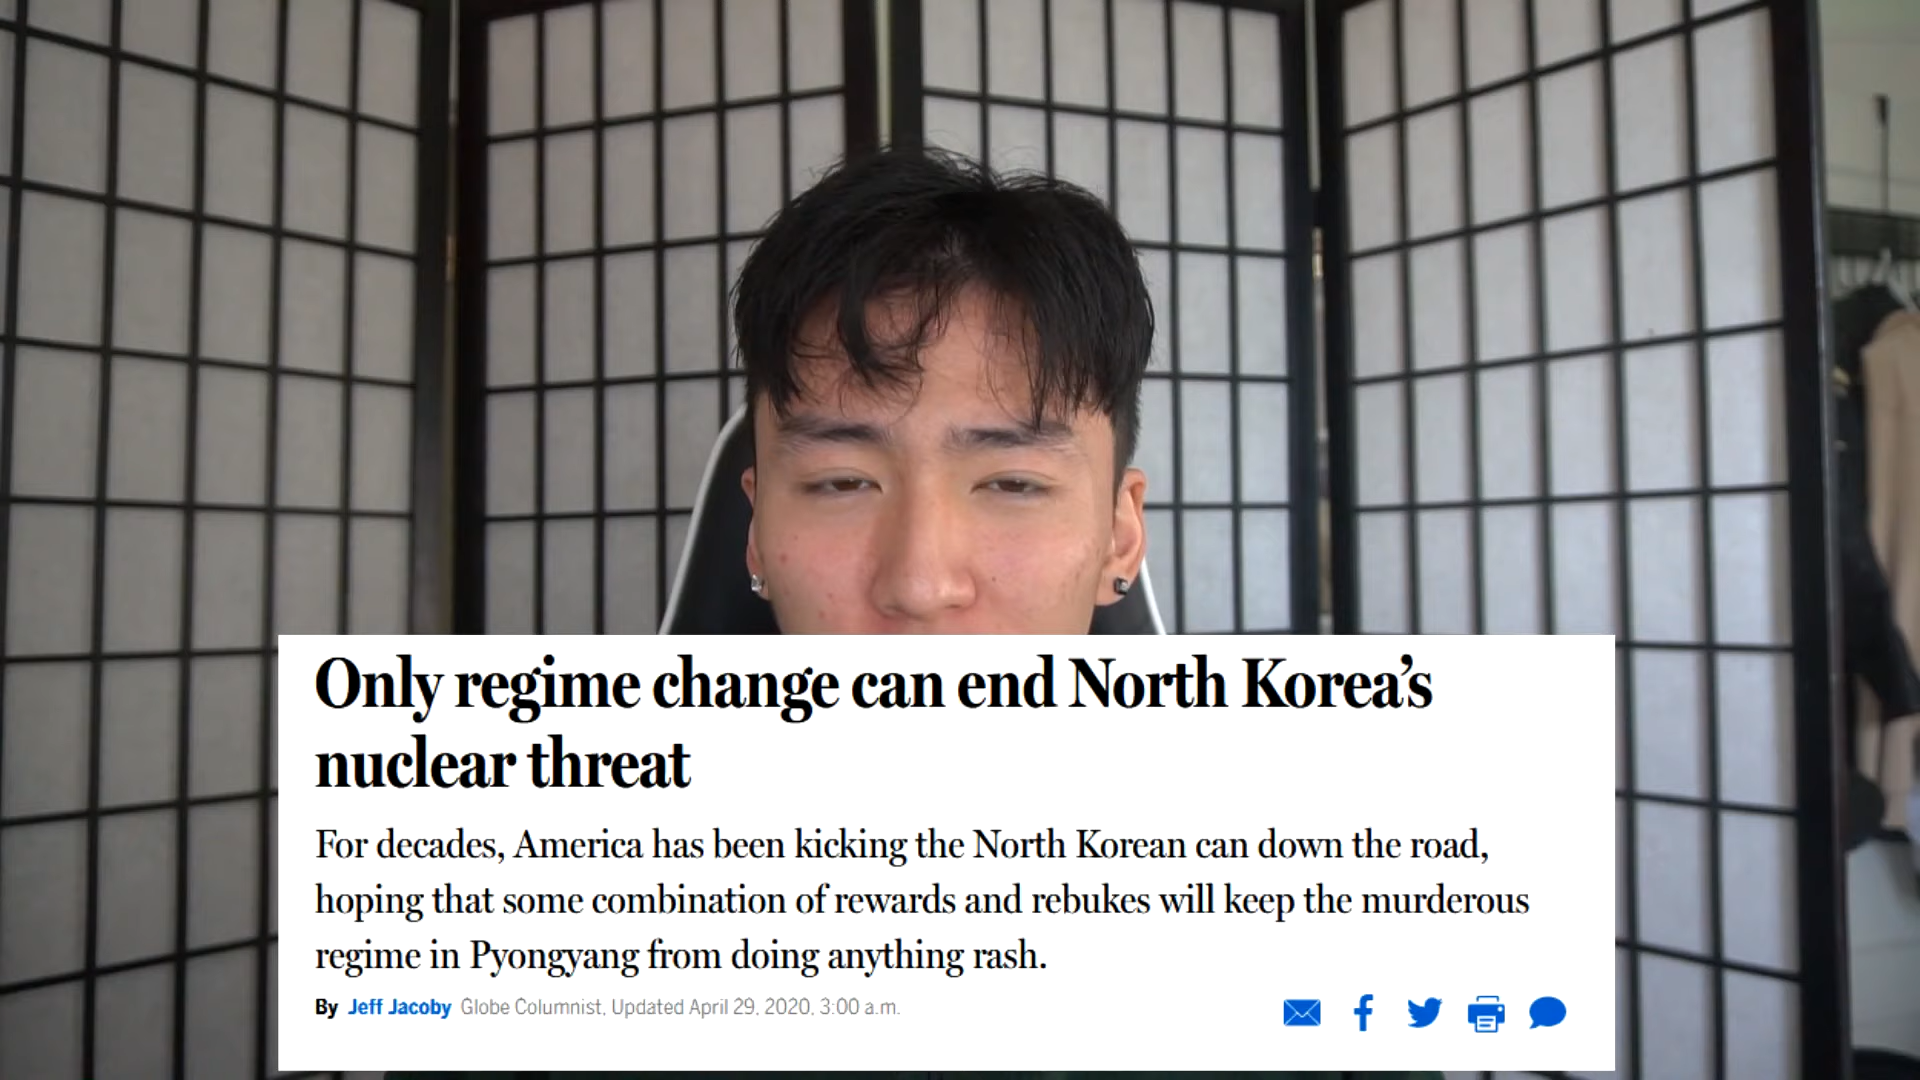 Only regime change can end North Korea’s
nuclear threat
For decades, America has been kicking the North Korean can down the road,
hoping that some combination of rewards and rebukes will keep the murderous
regime in Pyongyang from doing anything rash.
By Jeff Jacoby Globe Columnist, Updated April 29, 2020, 3:00 a.m.